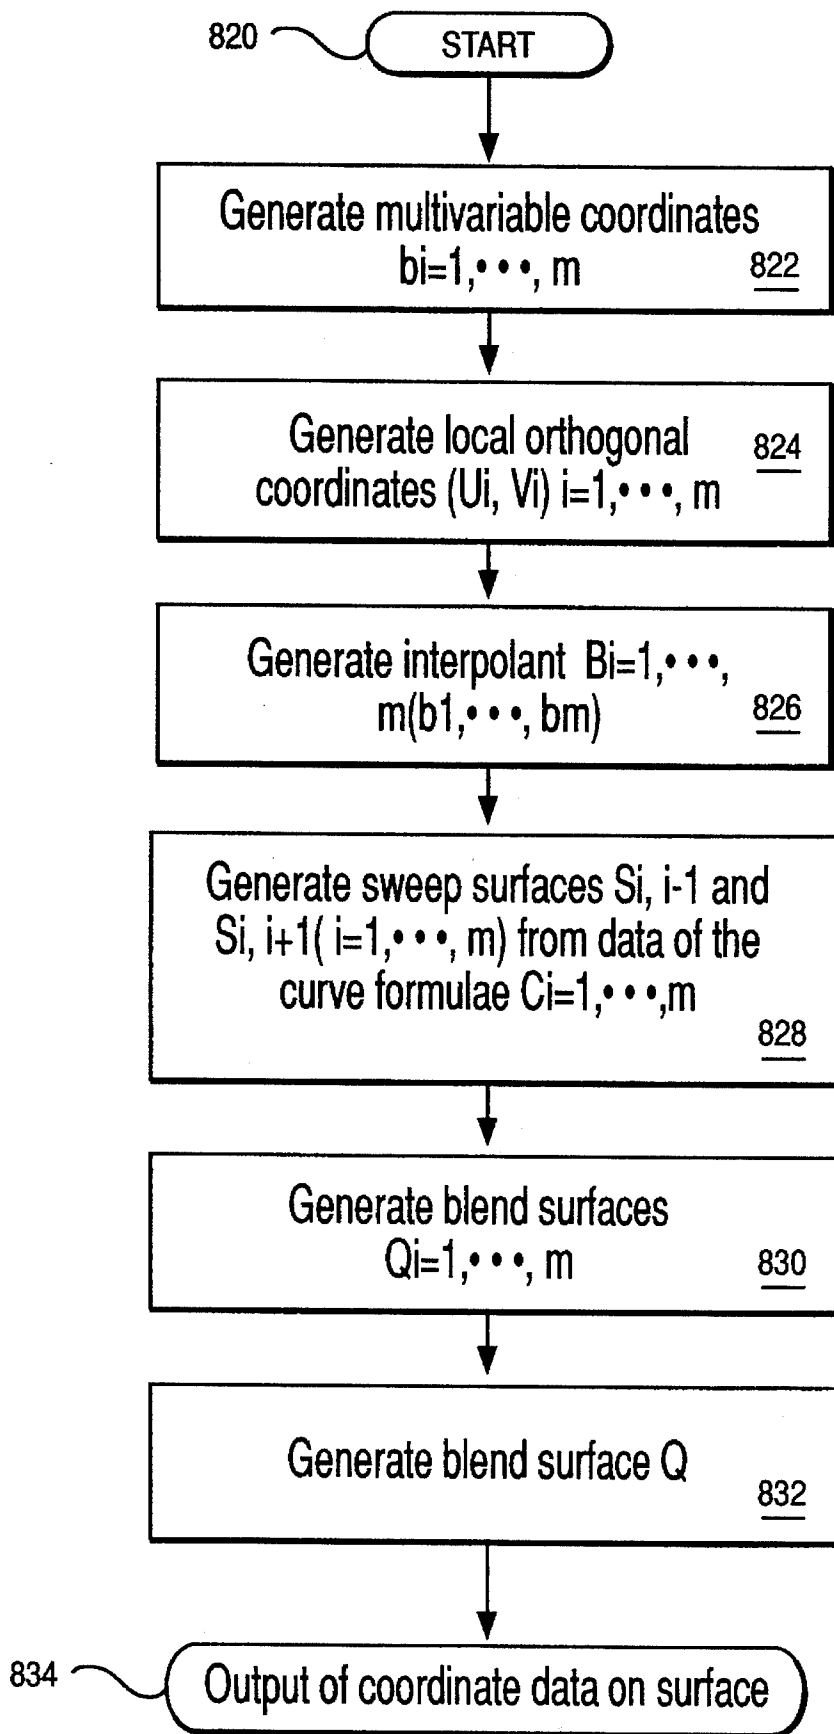 820
START
Generate multivariable coordinates
bi=1,•••, m
822
Generate local orthogonal
824
coordinates (Ui, Vi) i=1,•••, m
Generate interpolant Bi=1,•••,
m(b1,•••, bm)
826
Generate sweep surfaces Si, i-1 and
Si, i+1( i=1,•••, m) from data of the
curve formulae Ci=1,•••,m
828
Generate blend surfaces
Qi=1,•••, m
830
Generate blend surface Q
832
834
Output of coordinate data on surface